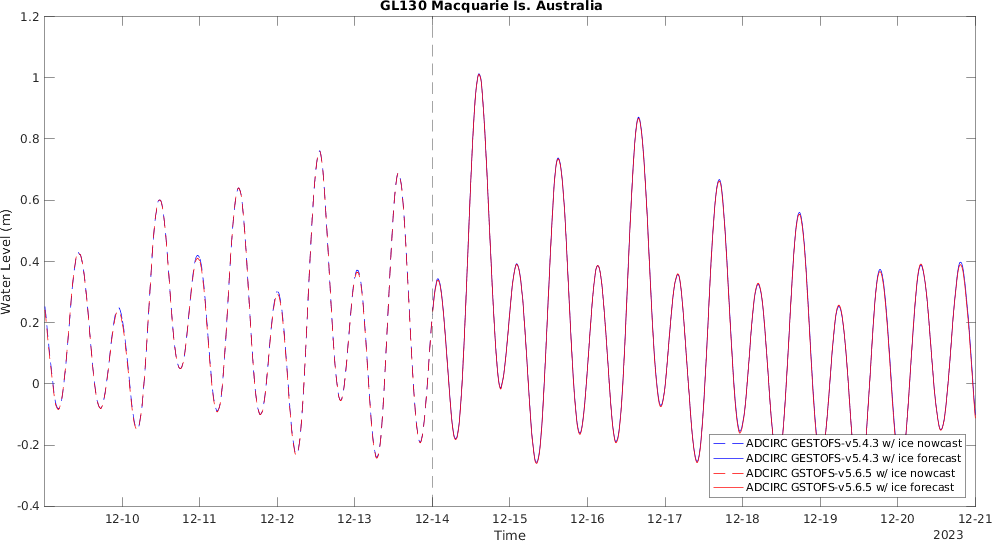 GL130 Macquarie Is. Australia
1.2
1
0.8
0.6
0.4
0.2
0
-0.2
-0.4
Water Level (m)
ADCIRC GESTOFS-v5.4.3 w/ ice nowcast
ADCIRC GESTOFS-v5.4.3 w/ ice forecast
ADCIRC GSTOFS-v5.6.5 w/ ice nowcast
ADCIRC GSTOFS-v5.6.5 w/ ice forecast
12-10 12-11 12-12 12-13 12-14 12-15 12-16 12-17 12-18 12-19 12-20 12-21
Time
2023